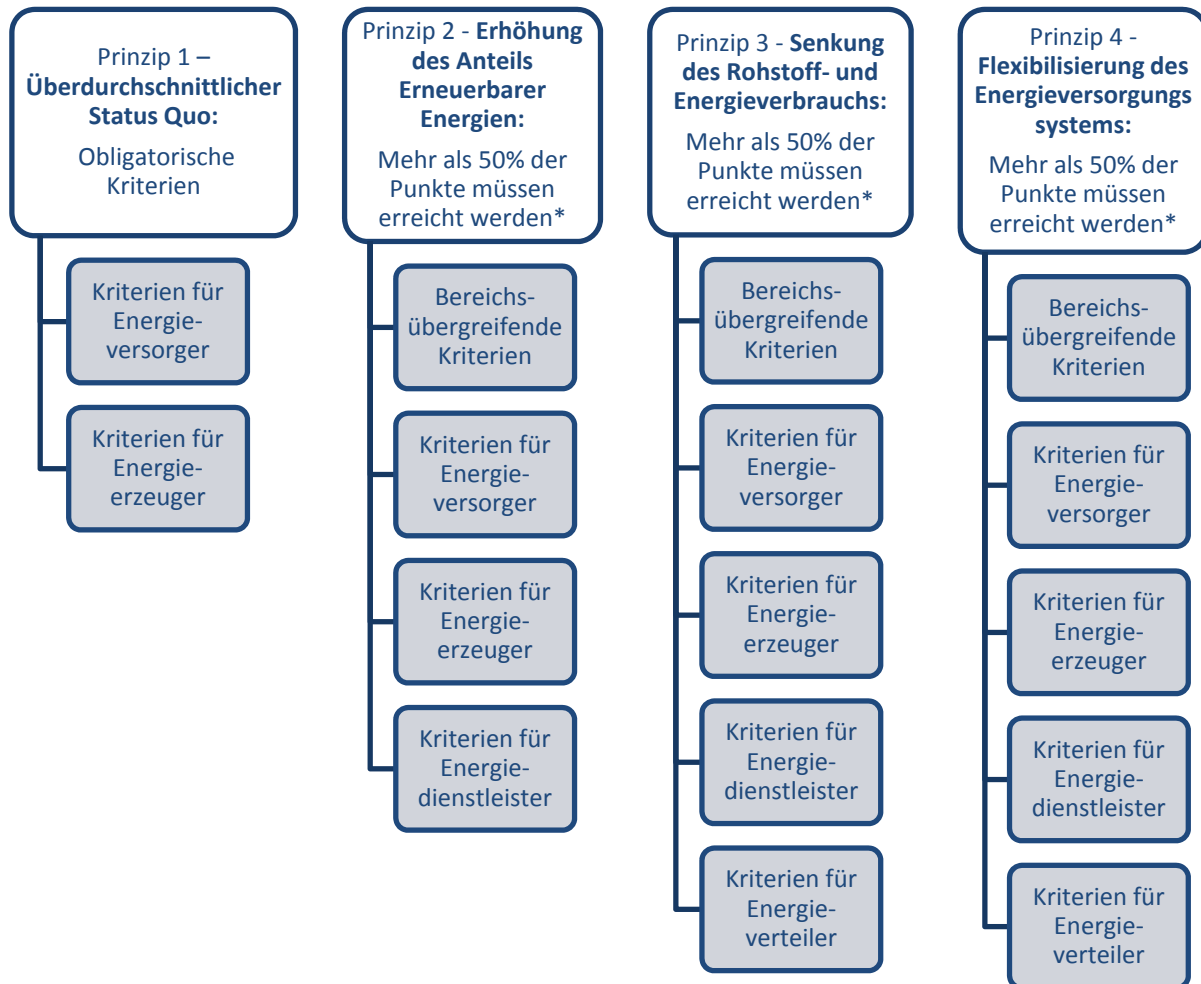 Prinzip 1 –
Überdurchschnittlicher
Status Quo:
Obligatorische
Kriterien
Kriterien für
Energie-
versorger
Kriterien für
Energie-
erzeuger
Prinzip 2 - Erhöhung
des Anteils
Erneuerbarer
Energien:
Mehr als 50% der
Punkte müssen
erreicht werden*
Bereichs-
übergreifende
Kriterien
Kriterien für
Energie-
versorger
Kriterien für
Energie-
erzeuger
Kriterien für
Energie-
dienstleister
Prinzip 3 - Senkung
des Rohstoff- und
Energieverbrauchs:
Mehr als 50% der
Punkte müssen
erreicht werden*
Bereichs-
übergreifende
Kriterien
Kriterien für
Energie-
versorger
Kriterien für
Energie-
erzeuger
Kriterien für
Energie-
dienstleister
Kriterien für
Energie-
verteiler
Prinzip 4 -
Flexibilisierung des
Energieversorgungs
systems:
Mehr als 50% der
Punkte müssen
erreicht werden*
Bereichs-
übergreifende
Kriterien
Kriterien für
Energie-
versorger
Kriterien für
Energie-
erzeuger
Kriterien für
Energie-
dienstleister
Kriterien für
Energie-
verteiler